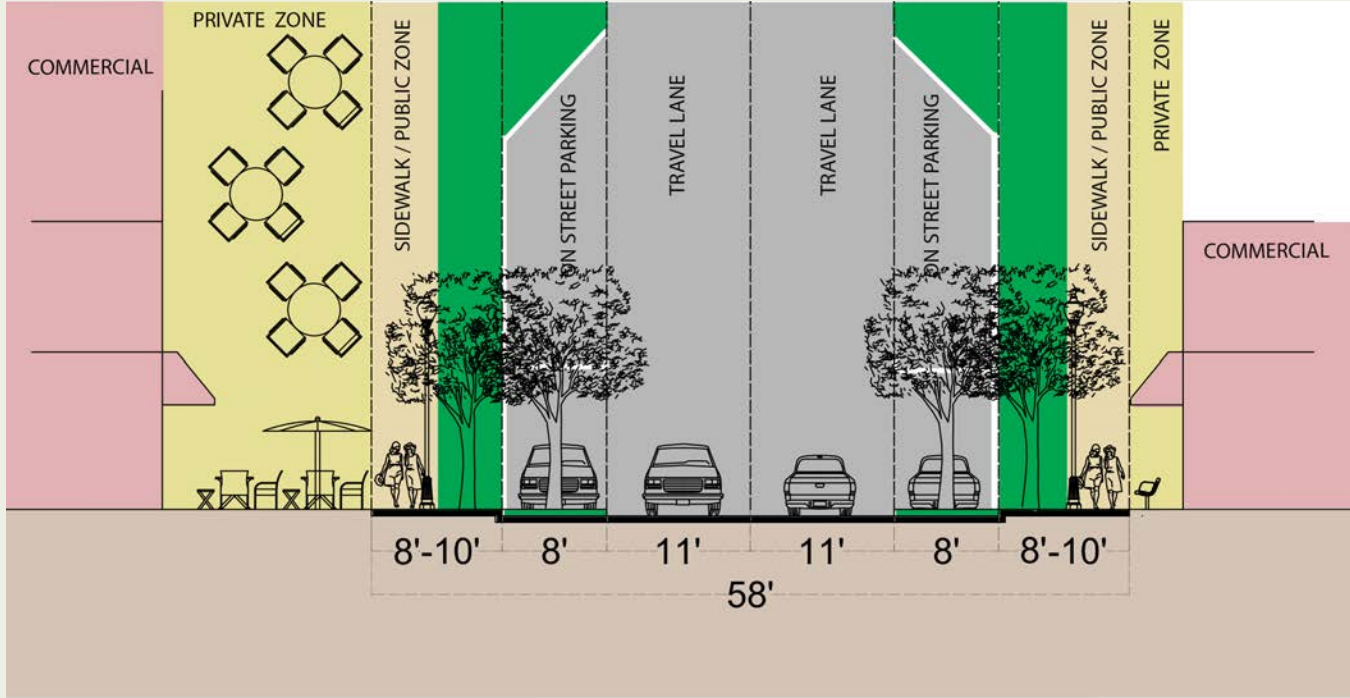 PRIVATE ZONE
COMMERCIAL
SIDEWALK / PUBLIC ZONE
ON STREET PARKING
TRAVEL LANE
TRAVEL LANE
ON STREET PARKING
SIDEWALK / PUBLIC ZONE
PRIVATE ZONE
COMMERCIAL
8'-10' 8' 11' 11' 8' 8'-10'
58'